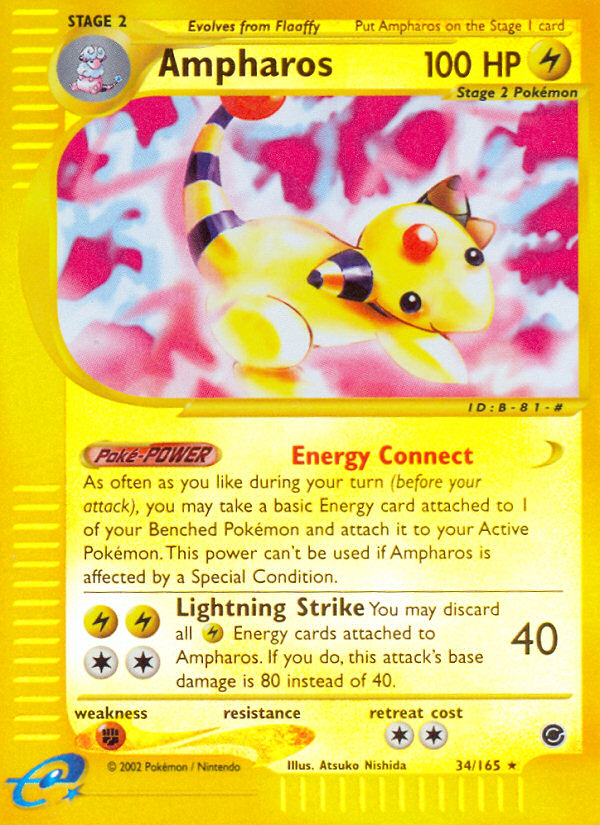 STAGE 2
Evolves from Flaaffy
Put Ampharos on the Stage 1 card
Ampharos
100 HP
Stage 2 Pokémon
ID:B-81-#
Poké-POWER
Energy Connect
As often as you like during your turn (before your
attack), you may take a basic Energy card attached to 1
of your Benched Pokémon and attach it to your Active
Pokémon. This power can't be used if Ampharos is
affected by a Special Condition.
Lightning Strike You may discard
all Energy cards attached to
Ampharos. If you do, this attack's base
damage is 80 instead of 40.
40
weakness
resistance
retreat cost
e
© 2002 Pokémon / Nintendo
Illus. Atsuko Nishida
34/165 ★